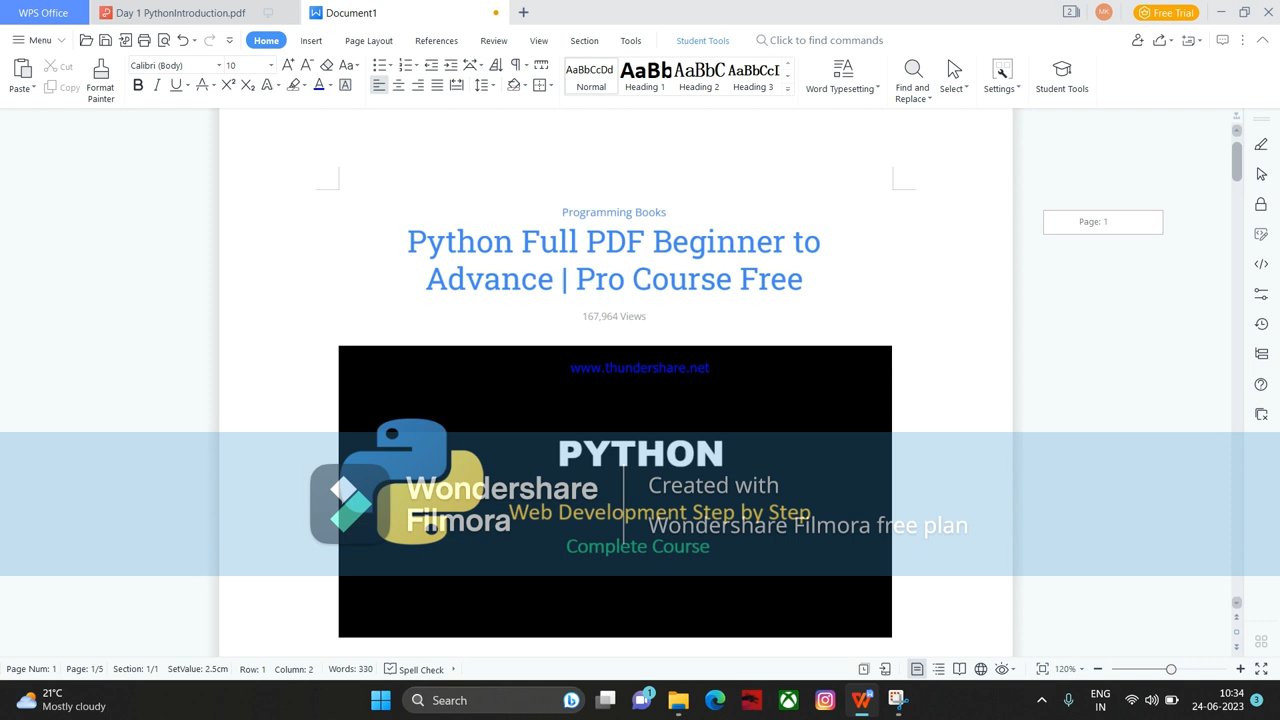 WPS Office
Day 1 PythonIntroduction.pdf
Document1
2
MK
Free Trial
Menu
Home
Insert
Page Layout
References
Review
View
Section
Tools
Student Tools
Click to find commands
Paste
Cut
Copy
Format
Painter
Calibri (Body)
10
AaBbCcDd
Normal
AaBb
Heading 1
AaBbC
Heading 2
AaBbCcI
Heading 3
Word Typesetting
Find and
Replace
Select
Settings
Student Tools
Programming Books
Python Full PDF Beginner to
Advance | Pro Course Free
167,964 Views
Page: 1
www.thundershare.net
PYTHON
Web Development Step by Step
Complete Course
Wondershare
Filmora
Created with
Wondershare Filmora free plan
Page Num: 1
Page: 1/5
Section: 1/1
SetValue: 2.5cm
Row: 1
Column: 2
Words: 330
Spell Check
120%
21°C
Mostly cloudy
Search
1
ENG
IN
10:34
24-06-2023
3